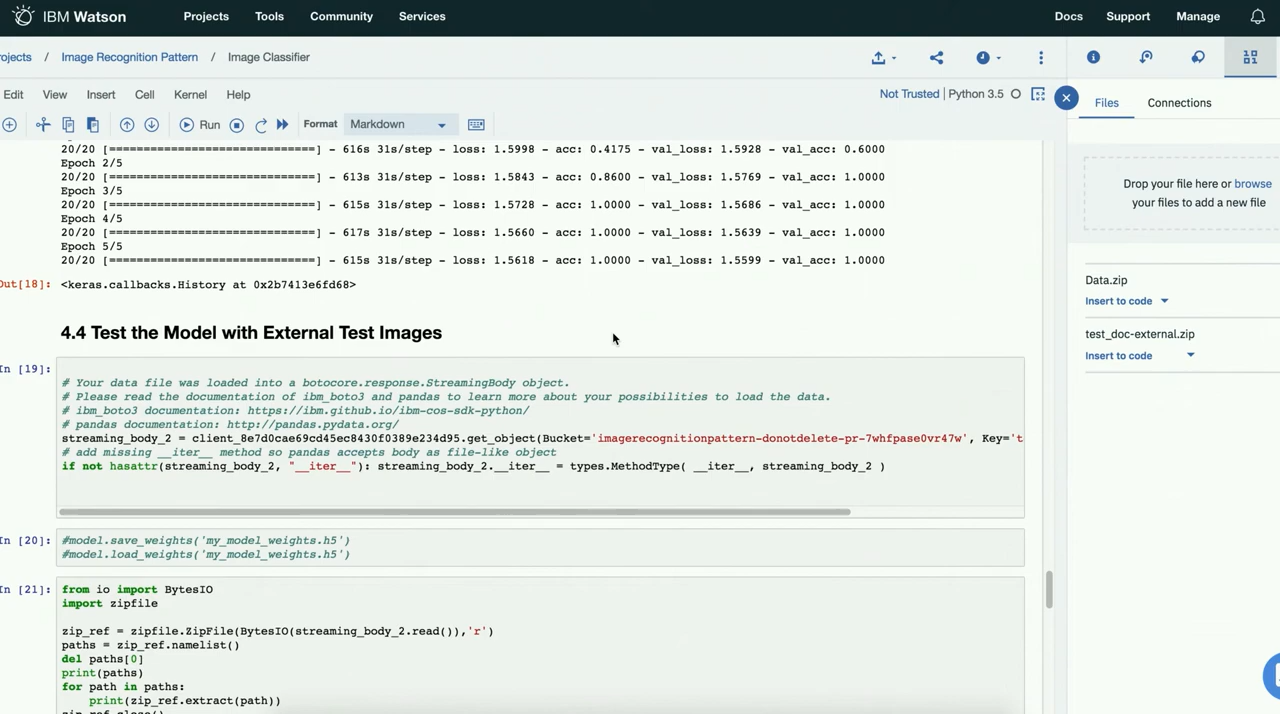 IBM Watson Projects Tools Community Services Docs Support Manage
ojects / Image Recognition Pattern / Image Classifier
Edit View Insert Cell Kernel Help Not Trusted | Python 3.5
Files Connections
Run Format Markdown
20/20 [==============================] - 616s 31s/step - loss: 1.5998 - acc: 0.4175 - val_loss: 1.5928 - val_acc: 0.6000
Epoch 2/5
20/20 [==============================] - 613s 31s/step - loss: 1.5843 - acc: 0.8600 - val_loss: 1.5769 - val_acc: 1.0000
Epoch 3/5
20/20 [==============================] - 615s 31s/step - loss: 1.5728 - acc: 1.0000 - val_loss: 1.5686 - val_acc: 1.0000
Epoch 4/5
20/20 [==============================] - 617s 31s/step - loss: 1.5660 - acc: 1.0000 - val_loss: 1.5639 - val_acc: 1.0000
Epoch 5/5
20/20 [==============================] - 615s 31s/step - loss: 1.5618 - acc: 1.0000 - val_loss: 1.5599 - val_acc: 1.0000
Out[18]: <keras.callbacks.History at 0x2b7413e6fd68>
4.4 Test the Model with External Test Images
In [19]:
# Your data file was loaded into a botocore.response.StreamingBody object.
# Please read the documentation of ibm_boto3 and pandas to learn more about your possibilities to load the data.
# ibm_boto3 documentation: https://ibm.github.io/ibm-cos-sdk-python/
# pandas documentation: http://pandas.pydata.org/
streaming_body_2 = client_8e7d0cae69cd45ec8430f0389e234d95.get_object(Bucket='imagerecognitionpattern-donotdelete-pr-7whfpase0vr47w', Key='t
# add missing __iter__ method so pandas accepts body as file-like object
if not hasattr(streaming_body_2, "__iter__"): streaming_body_2.__iter__ = types.MethodType( __iter__, streaming_body_2 )
In [20]: #model.save_weights('my_model_weights.h5')
#model.load_weights('my_model_weights.h5')
In [21]: from io import BytesIO
import zipfile
zip_ref = zipfile.ZipFile(BytesIO(streaming_body_2.read()),'r')
paths = zip_ref.namelist()
del paths[0]
print(paths)
for path in paths:
    print(zip_ref.extract(path))
zip_ref.close()
Drop your file here or browse
your files to add a new file
Data.zip
Insert to code
test_doc-external.zip
Insert to code